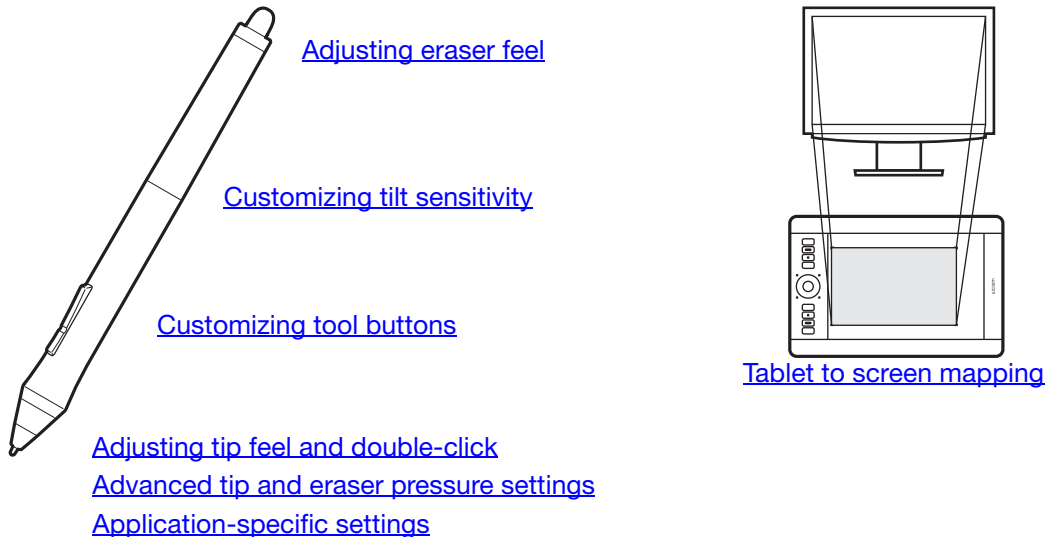 Adjusting eraser feel
Customizing tilt sensitivity
Customizing tool buttons
Tablet to screen mapping
Adjusting tip feel and double-click
Advanced tip and eraser pressure settings
Application-specific settings